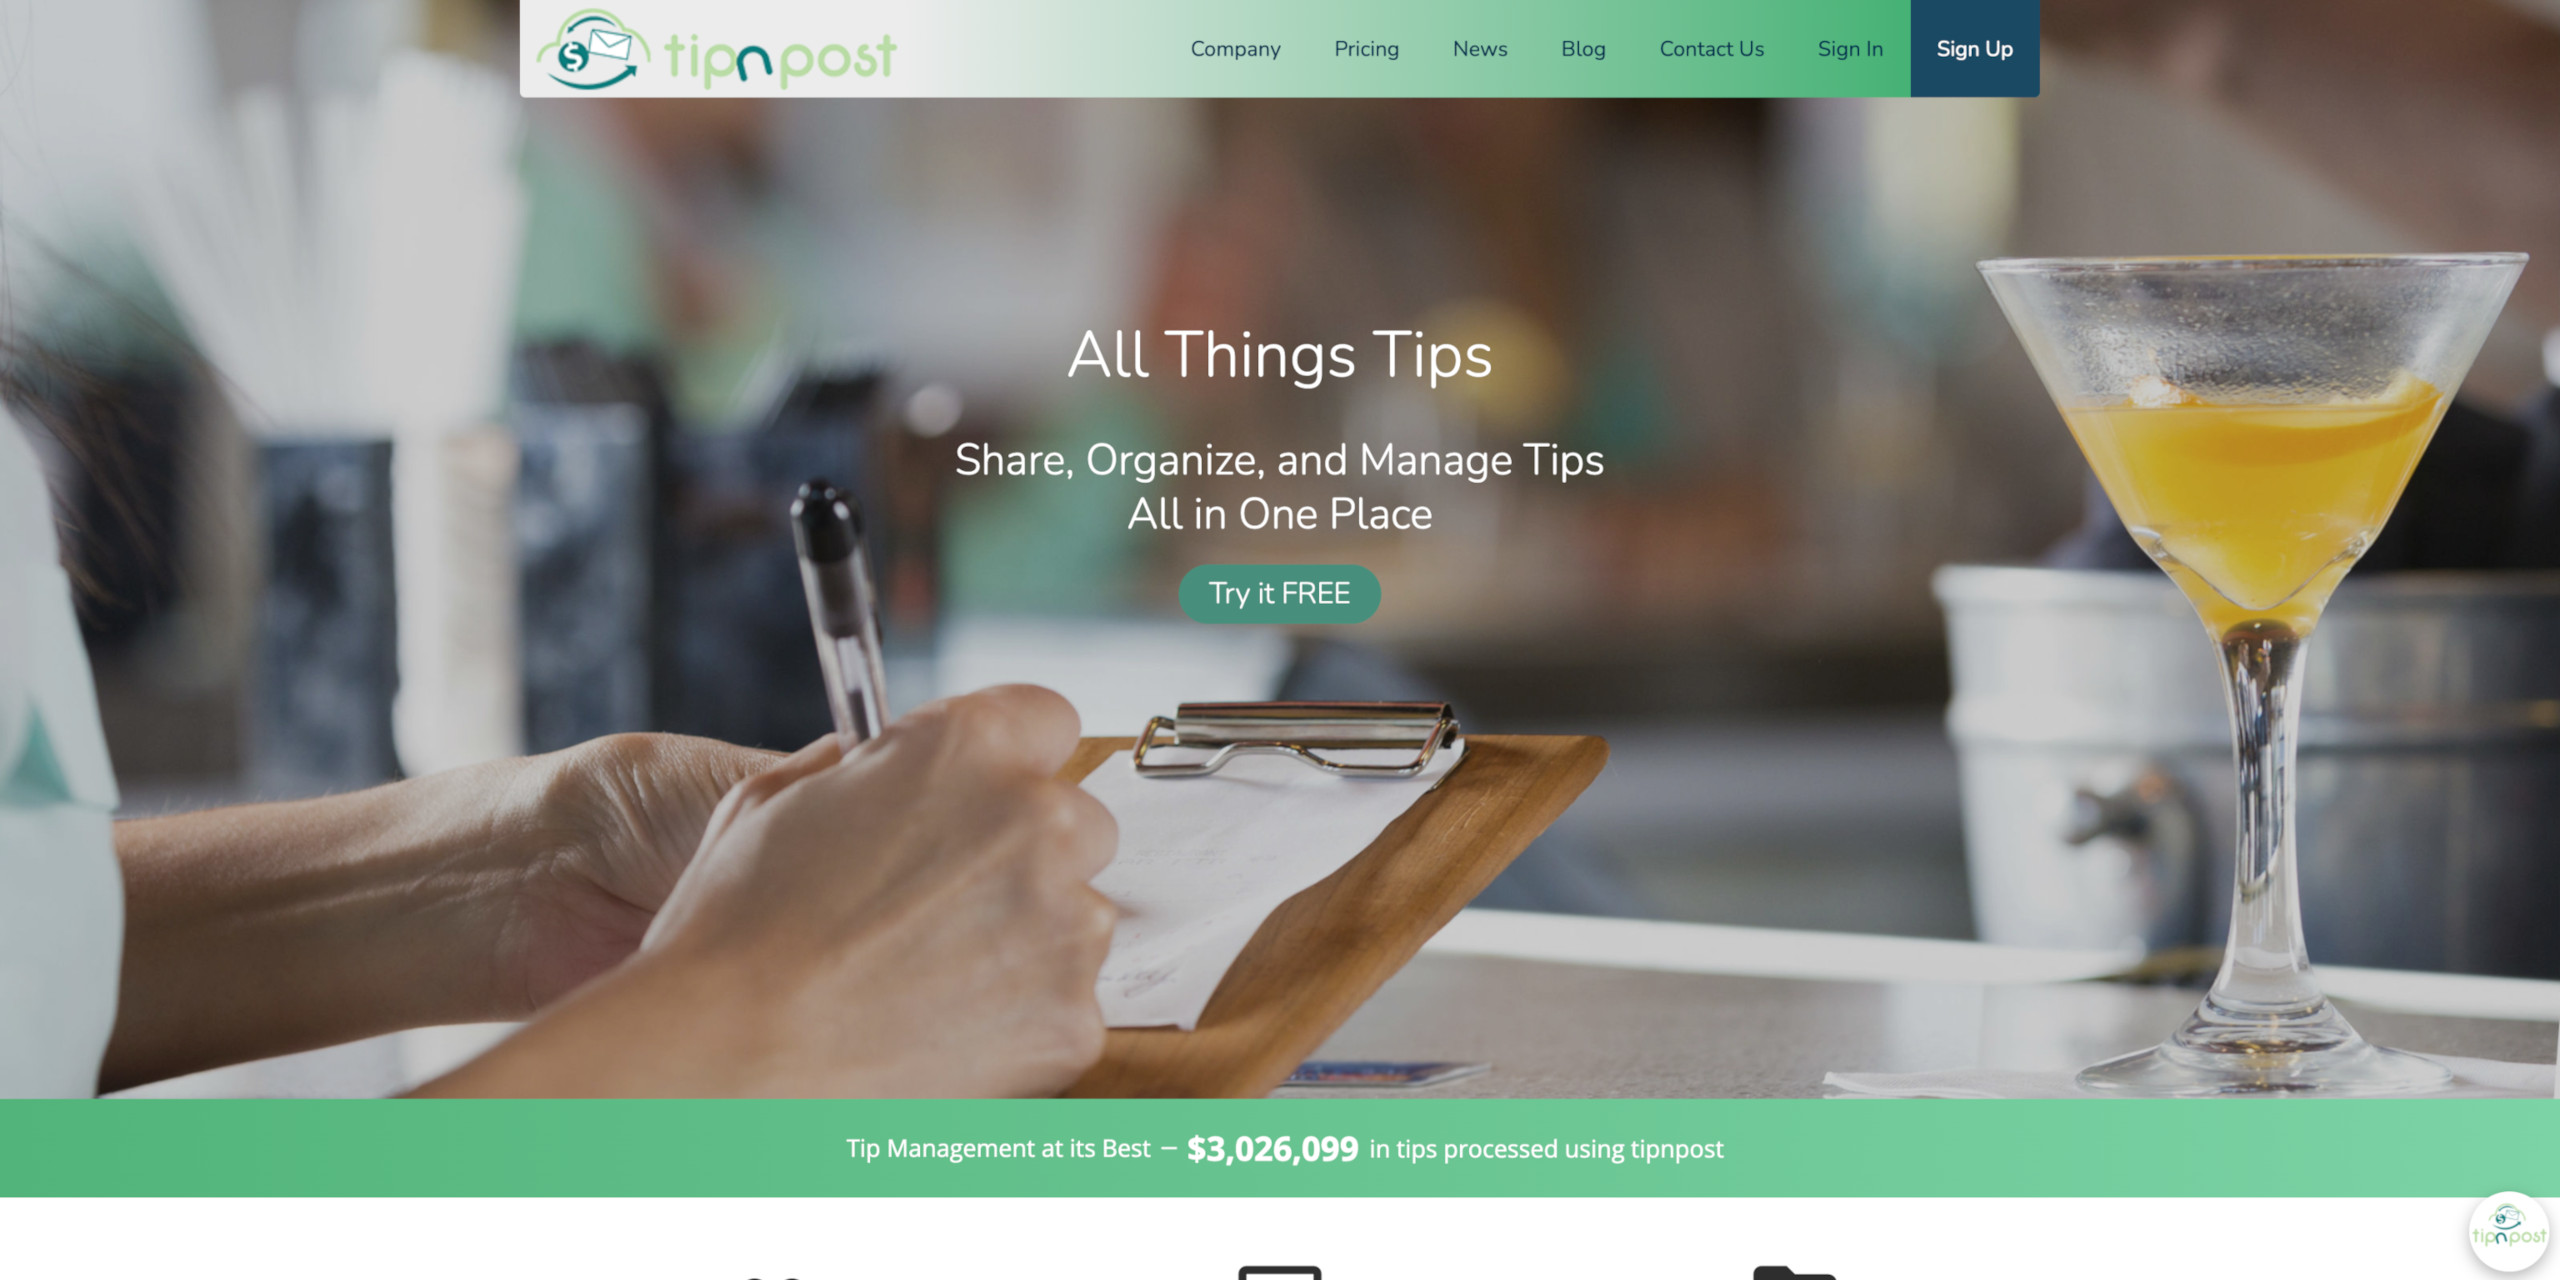 tipnpost
Company Pricing News Blog Contact Us Sign In Sign Up
All Things Tips
Share, Organize, and Manage Tips
All in One Place
Try it FREE
Tip Management at its Best – $3,026,099 in tips processed using tipnpost
tipnpost